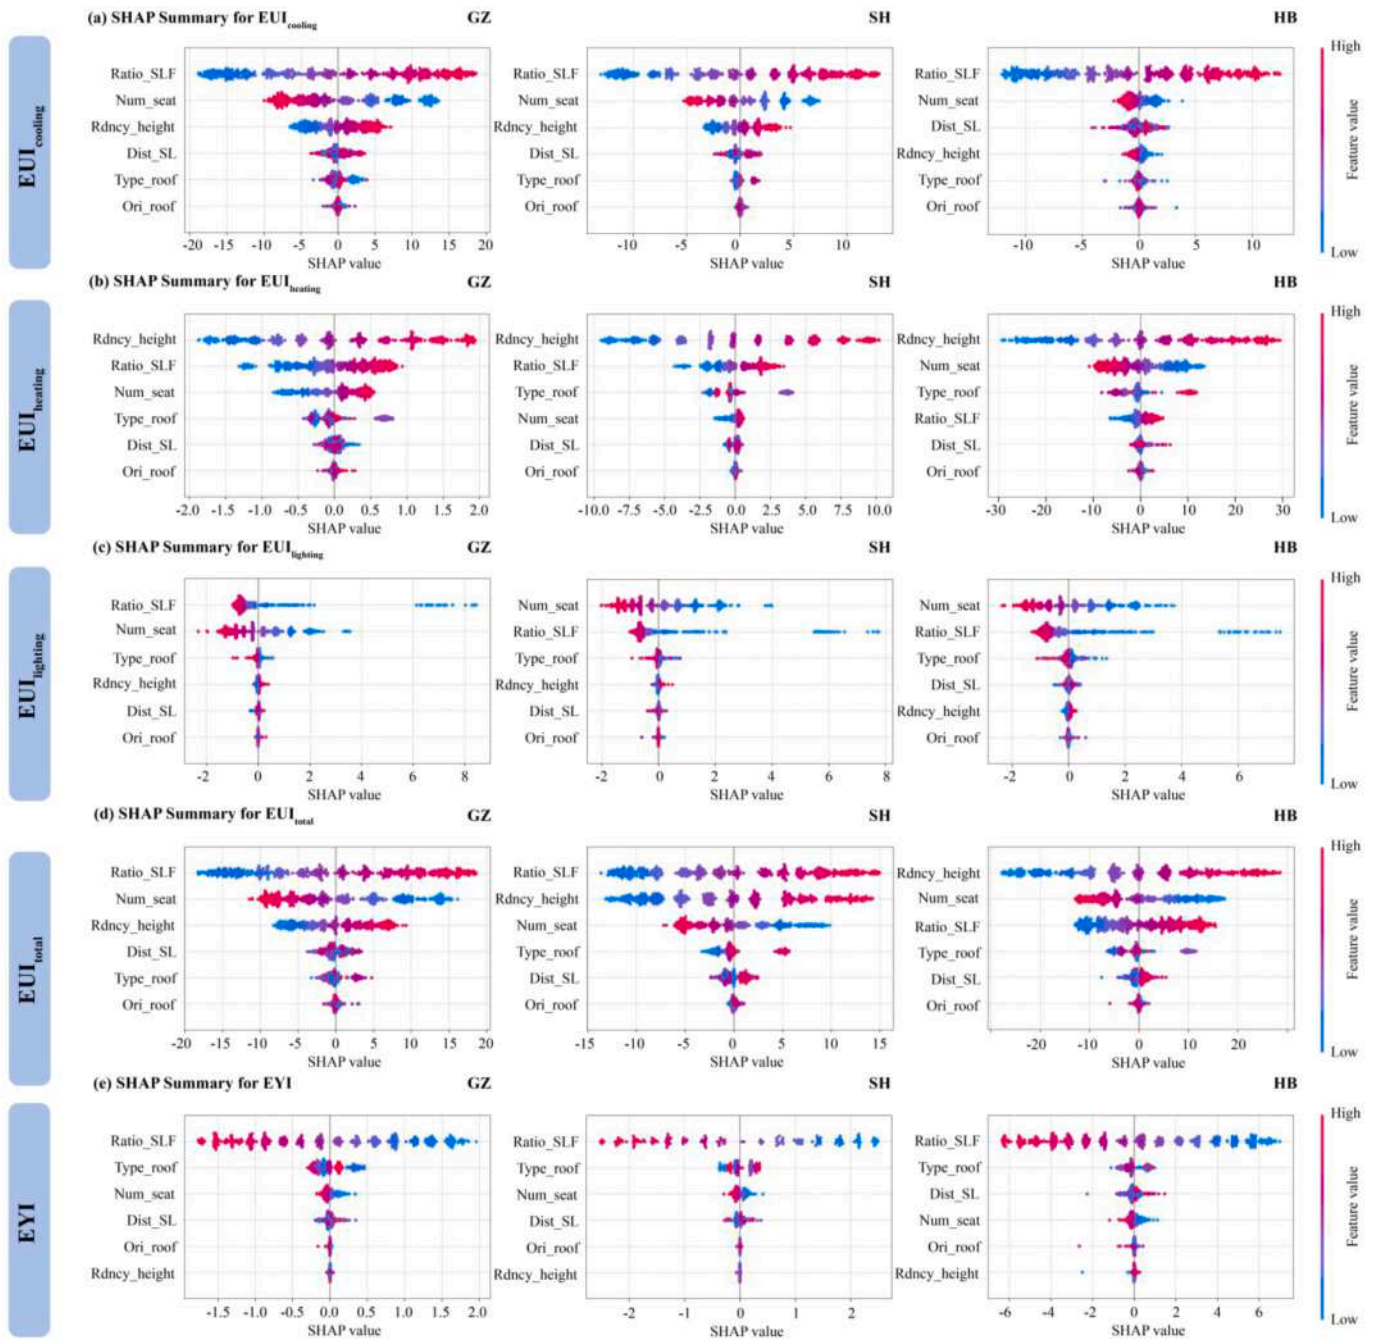 (a) SHAP Summary for EUIcooling GZ SH HB
EUIcooling
Ratio_SLF
Num_seat
Rdncy_height
Dist_SL
Type_roof
Ori_roof
-20 -15 -10 -5 0 5 10 15 20
SHAP value
Ratio_SLF
Num_seat
Rdncy_height
Dist_SL
Type_roof
Ori_roof
-10 -5 0 5 10
SHAP value
Ratio_SLF
Num_seat
Dist_SL
Rdncy_height
Type_roof
Ori_roof
-10 -5 0 5 10
SHAP value
High
Feature value
Low
(b) SHAP Summary for EUIheating GZ SH HB
EUIheating
Rdncy_height
Ratio_SLF
Num_seat
Type_roof
Dist_SL
Ori_roof
-2.0 -1.5 -1.0 -0.5 0.0 0.5 1.0 1.5 2.0
SHAP value
Rdncy_height
Ratio_SLF
Type_roof
Num_seat
Dist_SL
Ori_roof
-10.0 -7.5 -5.0 -2.5 0.0 2.5 5.0 7.5 10.0
SHAP value
Rdncy_height
Num_seat
Type_roof
Ratio_SLF
Dist_SL
Ori_roof
-30 -20 -10 0 10 20 30
SHAP value
High
Feature value
Low
(c) SHAP Summary for EUIlighting GZ SH HB
EUIlighting
Ratio_SLF
Num_seat
Type_roof
Rdncy_height
Dist_SL
Ori_roof
-2 0 2 4 6 8
SHAP value
Num_seat
Ratio_SLF
Type_roof
Rdncy_height
Dist_SL
Ori_roof
-2 0 2 4 6 8
SHAP value
Num_seat
Ratio_SLF
Type_roof
Dist_SL
Rdncy_height
Ori_roof
-2 0 2 4 6
SHAP value
High
Feature value
Low
(d) SHAP Summary for EUItotal GZ SH HB
EUItotal
Ratio_SLF
Num_seat
Rdncy_height
Dist_SL
Type_roof
Ori_roof
-20 -15 -10 -5 0 5 10 15 20
SHAP value
Ratio_SLF
Rdncy_height
Num_seat
Type_roof
Dist_SL
Ori_roof
-15 -10 -5 0 5 10 15
SHAP value
Rdncy_height
Num_seat
Ratio_SLF
Type_roof
Dist_SL
Ori_roof
-20 -10 0 10 20
SHAP value
High
Feature value
Low
(e) SHAP Summary for EYI GZ SH HB
EYI
Ratio_SLF
Type_roof
Num_seat
Dist_SL
Ori_roof
Rdncy_height
-1.5 -1.0 -0.5 0.0 0.5 1.0 1.5 2.0
SHAP value
Ratio_SLF
Type_roof
Num_seat
Dist_SL
Ori_roof
Rdncy_height
-2 -1 0 1 2
SHAP value
Ratio_SLF
Type_roof
Dist_SL
Num_seat
Ori_roof
Rdncy_height
-6 -4 -2 0 2 4 6
SHAP value
High
Feature value
Low